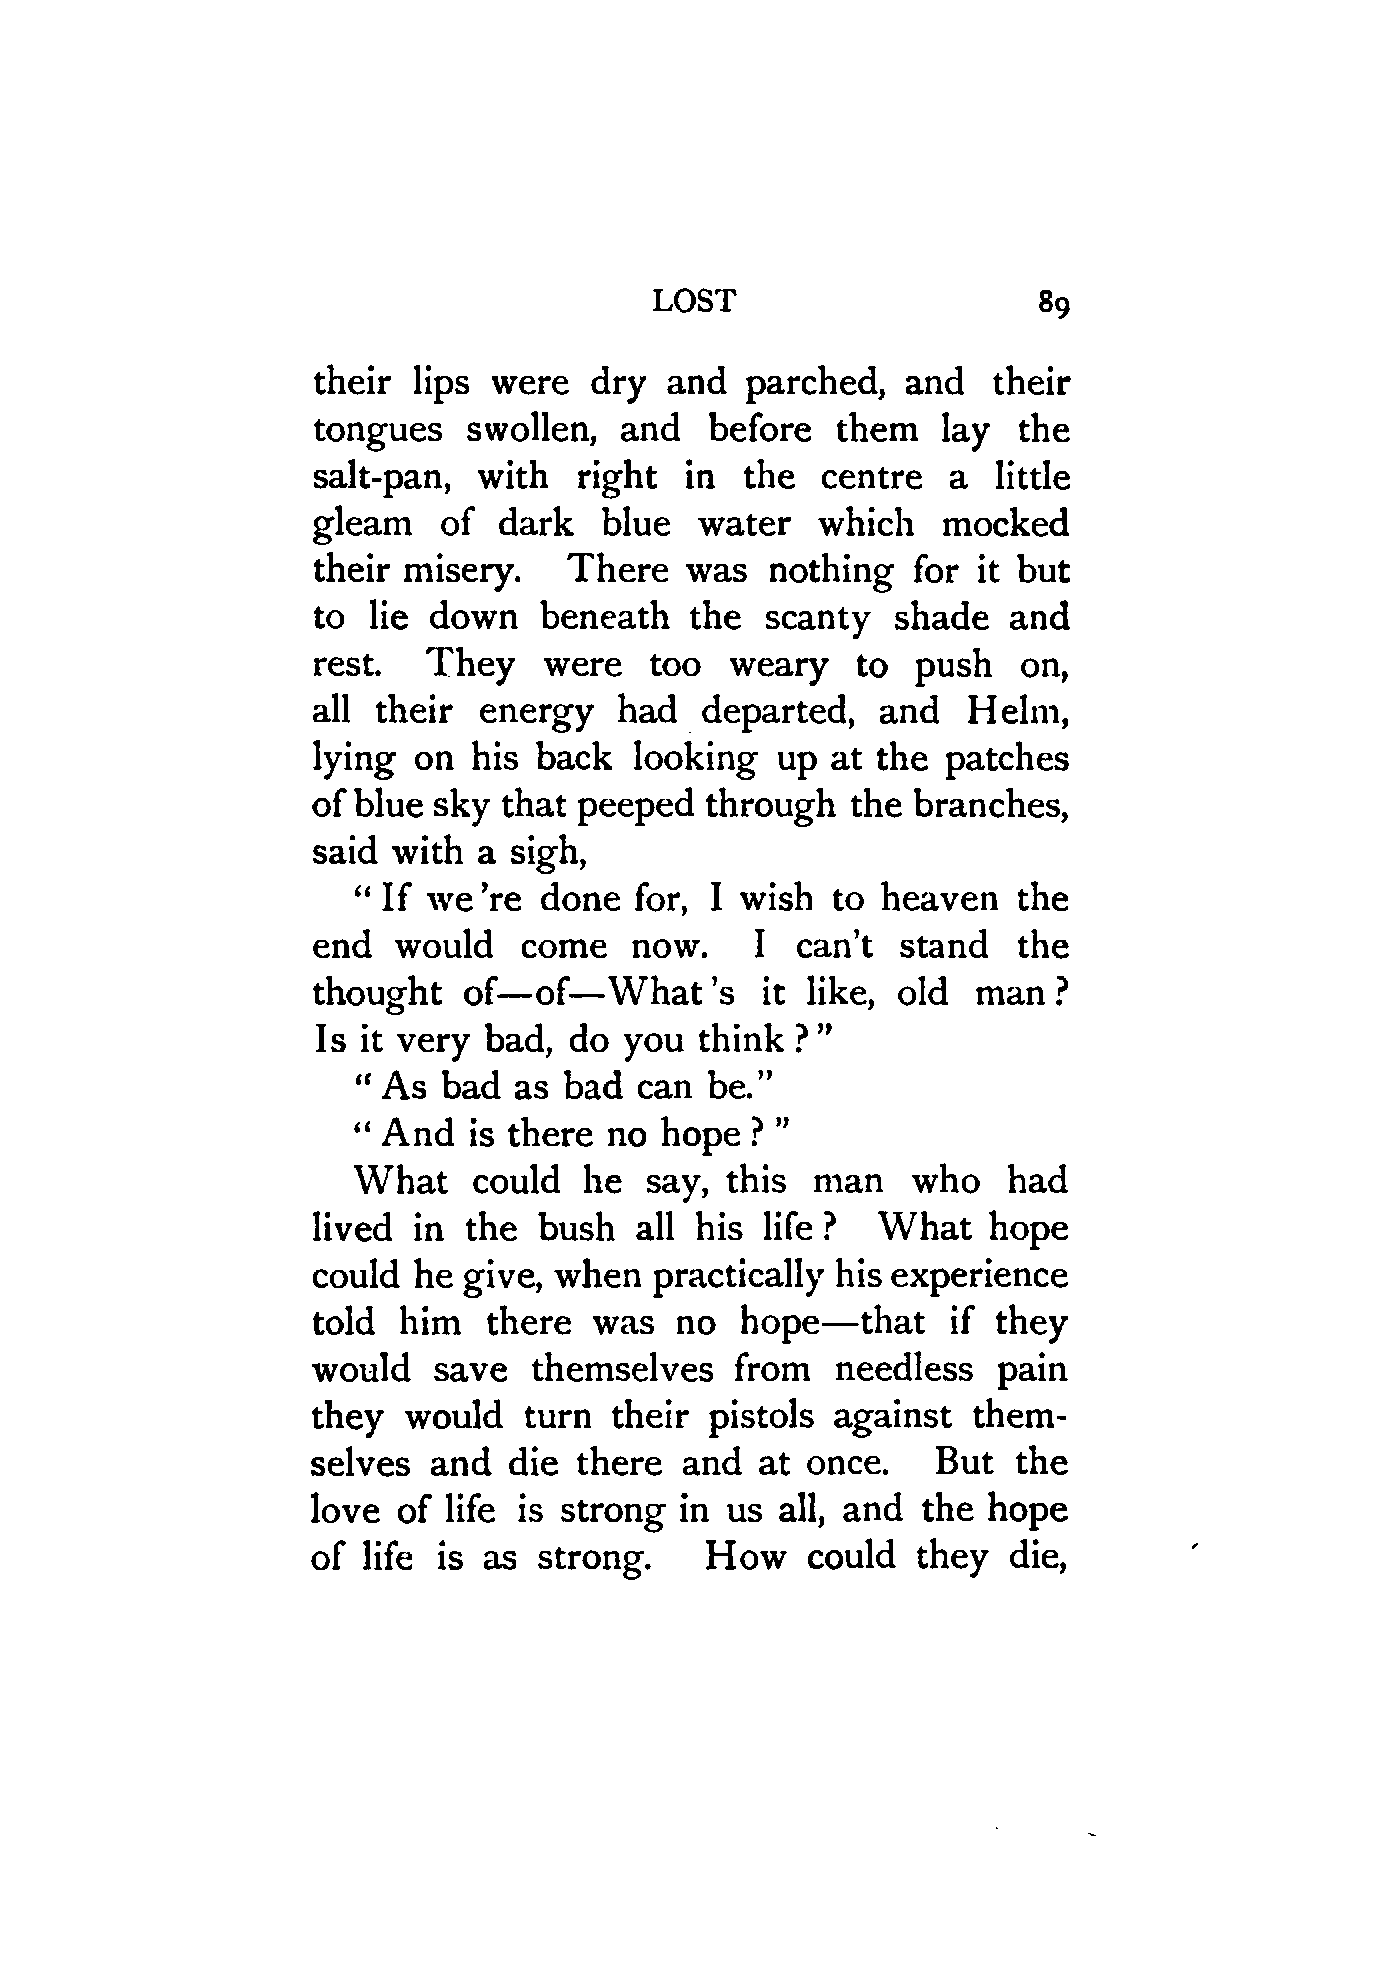 LOST 89
their lips were dry and parched, and their
tongues swollen, and before them lay the
salt-pan, with right in the centre a little
gleam of dark blue water which mocked
their misery. There was nothing for it but
to lie down beneath the scanty shade and
rest. They were too weary to push on,
all their energy had departed, and Helm,
lying on his back looking up at the patches
of blue sky that peeped through the branches,
said with a sigh,
“ If we 're done for, I wish to heaven the
end would come now. I can't stand the
thought of—of—What 's it like, old man ?
Is it very bad, do you think ? ”
“ As bad as bad can be.”
“ And is there no hope ? ”
What could he say, this man who had
lived in the bush all his life ? What hope
could he give, when practically his experience
told him there was no hope—that if they
would save themselves from needless pain
they would turn their pistols against them-
selves and die there and at once. But the
love of life is strong in us all, and the hope
of life is as strong. How could they die,